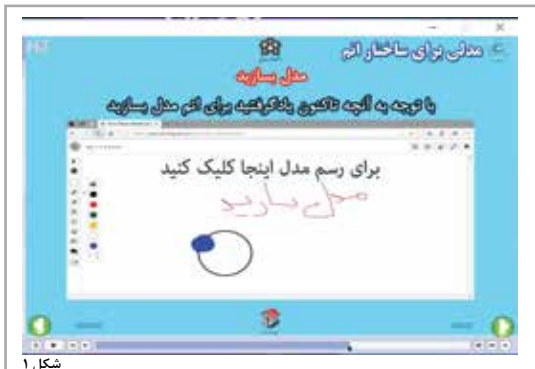 مدلی برای ساختار اتم
مدل بسازید
با توجه به آنچه تاکنون یادگرفتید برای اتم مدل بسازید
برای رسم مدل اینجا کلیک کنید
مدل بسازید
شکل ۱